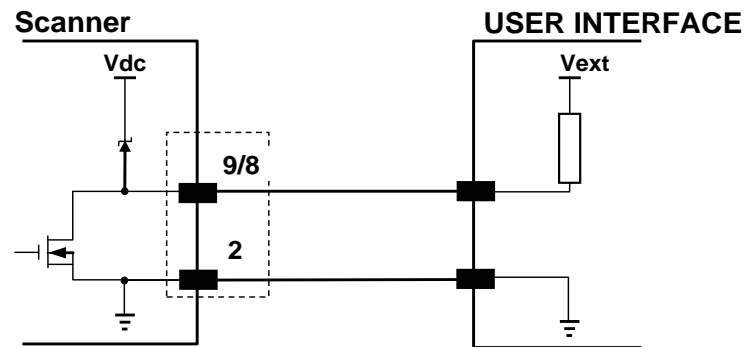 Scanner
USER INTERFACE
Vdc
Vext
9/8
2